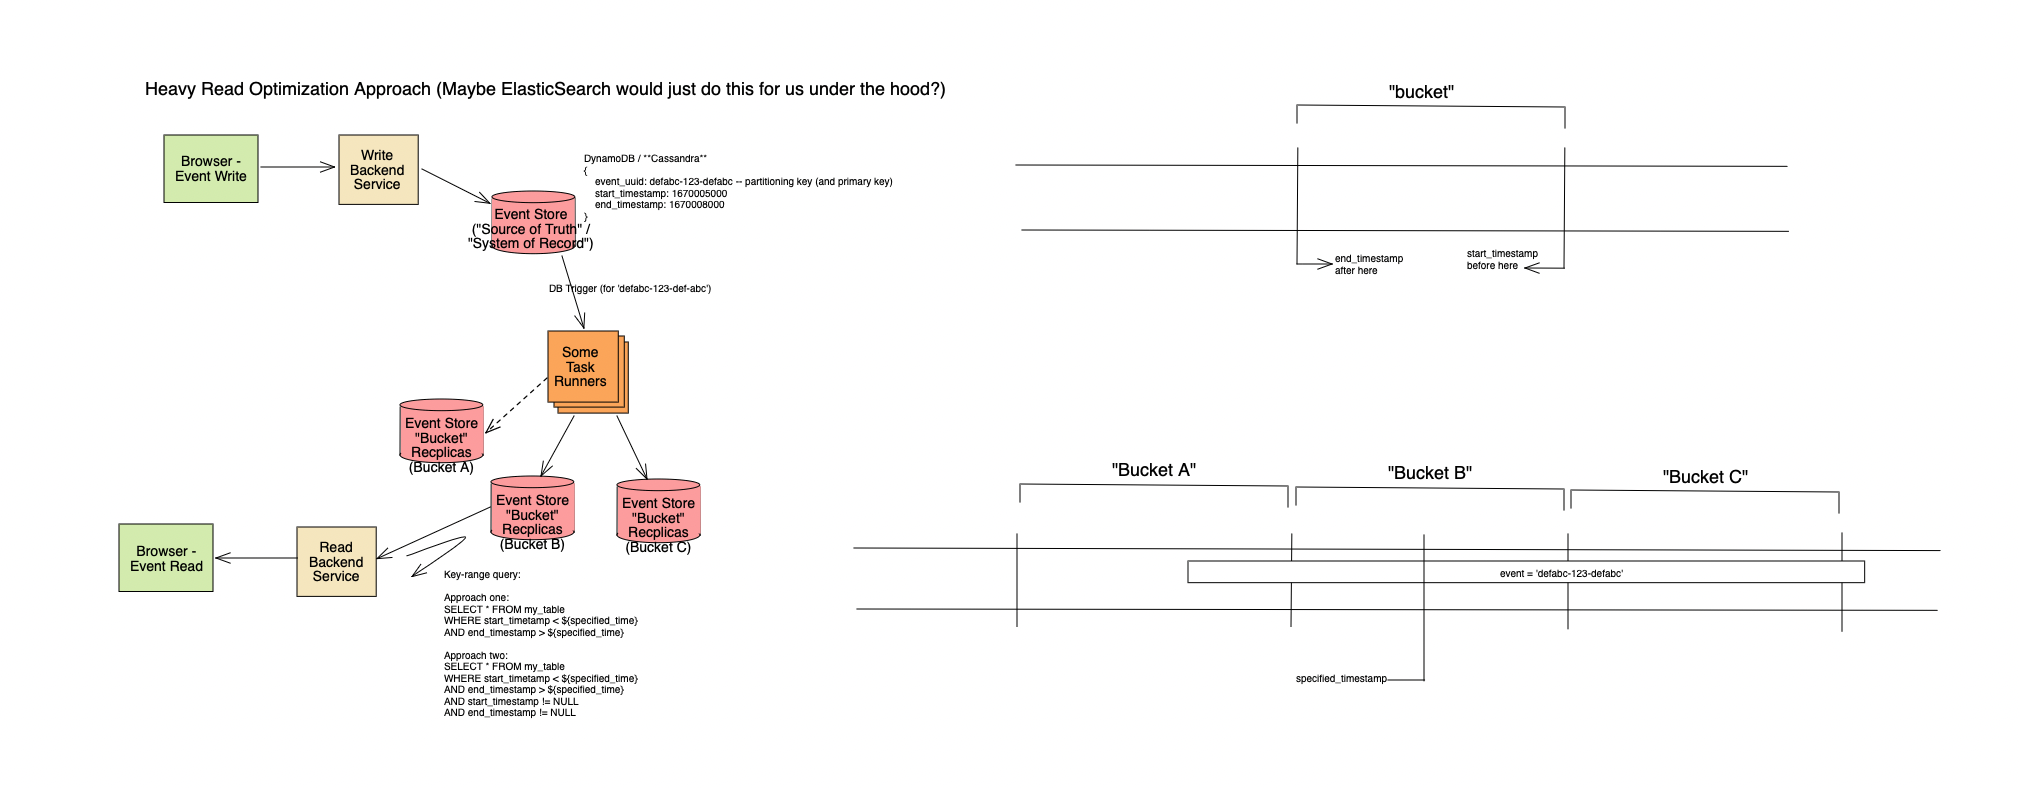 Heavy Read Optimization Approach (Maybe ElasticSearch would just do this for us under the hood?)
Browser -
Event Write
Write
Backend
Service
DynamoDB / **Cassandra**
{
event_uuid: defabc-123-defabc -- partitioning key (and primary key)
start_timestamp: 1670005000
end_timestamp: 1670008000
}
Event Store
("Source of Truth" /
"System of Record")
DB Trigger (for 'defabc-123-def-abc')
Some
Task
Runners
Event Store
"Bucket"
Recplicas
(Bucket A)
Event Store
"Bucket"
Recplicas
(Bucket B)
Event Store
"Bucket"
Recplicas
(Bucket C)
Browser -
Event Read
Read
Backend
Service
Key-range query:
Approach one:
SELECT * FROM my_table
WHERE start_timetamp < ${specified_time}
AND end_timestamp > ${specified_time}
Approach two:
SELECT * FROM my_table
WHERE start_timetamp < ${specified_time}
AND end_timestamp > ${specified_time}
AND start_timestamp != NULL
AND end_timestamp != NULL
"bucket"
end_timestamp
after here
start_timestamp
before here
"Bucket A"
"Bucket B"
"Bucket C"
event = 'defabc-123-defabc'
specified_timestamp